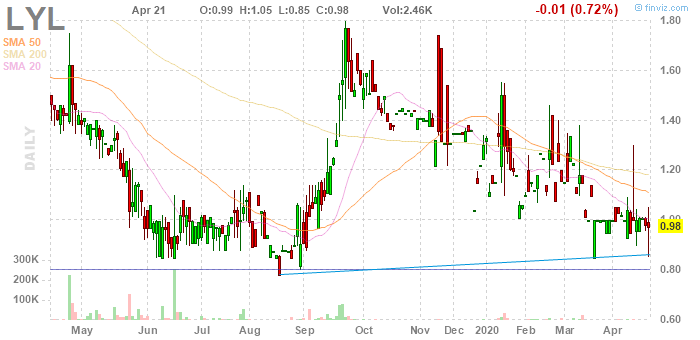 LYL
Apr 21 O:0.99 H:1.05 L:0.85 C:0.98 Vol:2.46K -0.01 (0.72%)
© finviz.com
SMA 50
SMA 200
SMA 20
DAILY
1.80
1.60
1.40
1.20
1.00
0.98
0.80
0.60
300K
200K
100K
May Jun Jul Aug Sep Oct Nov Dec 2020 Feb Mar Apr